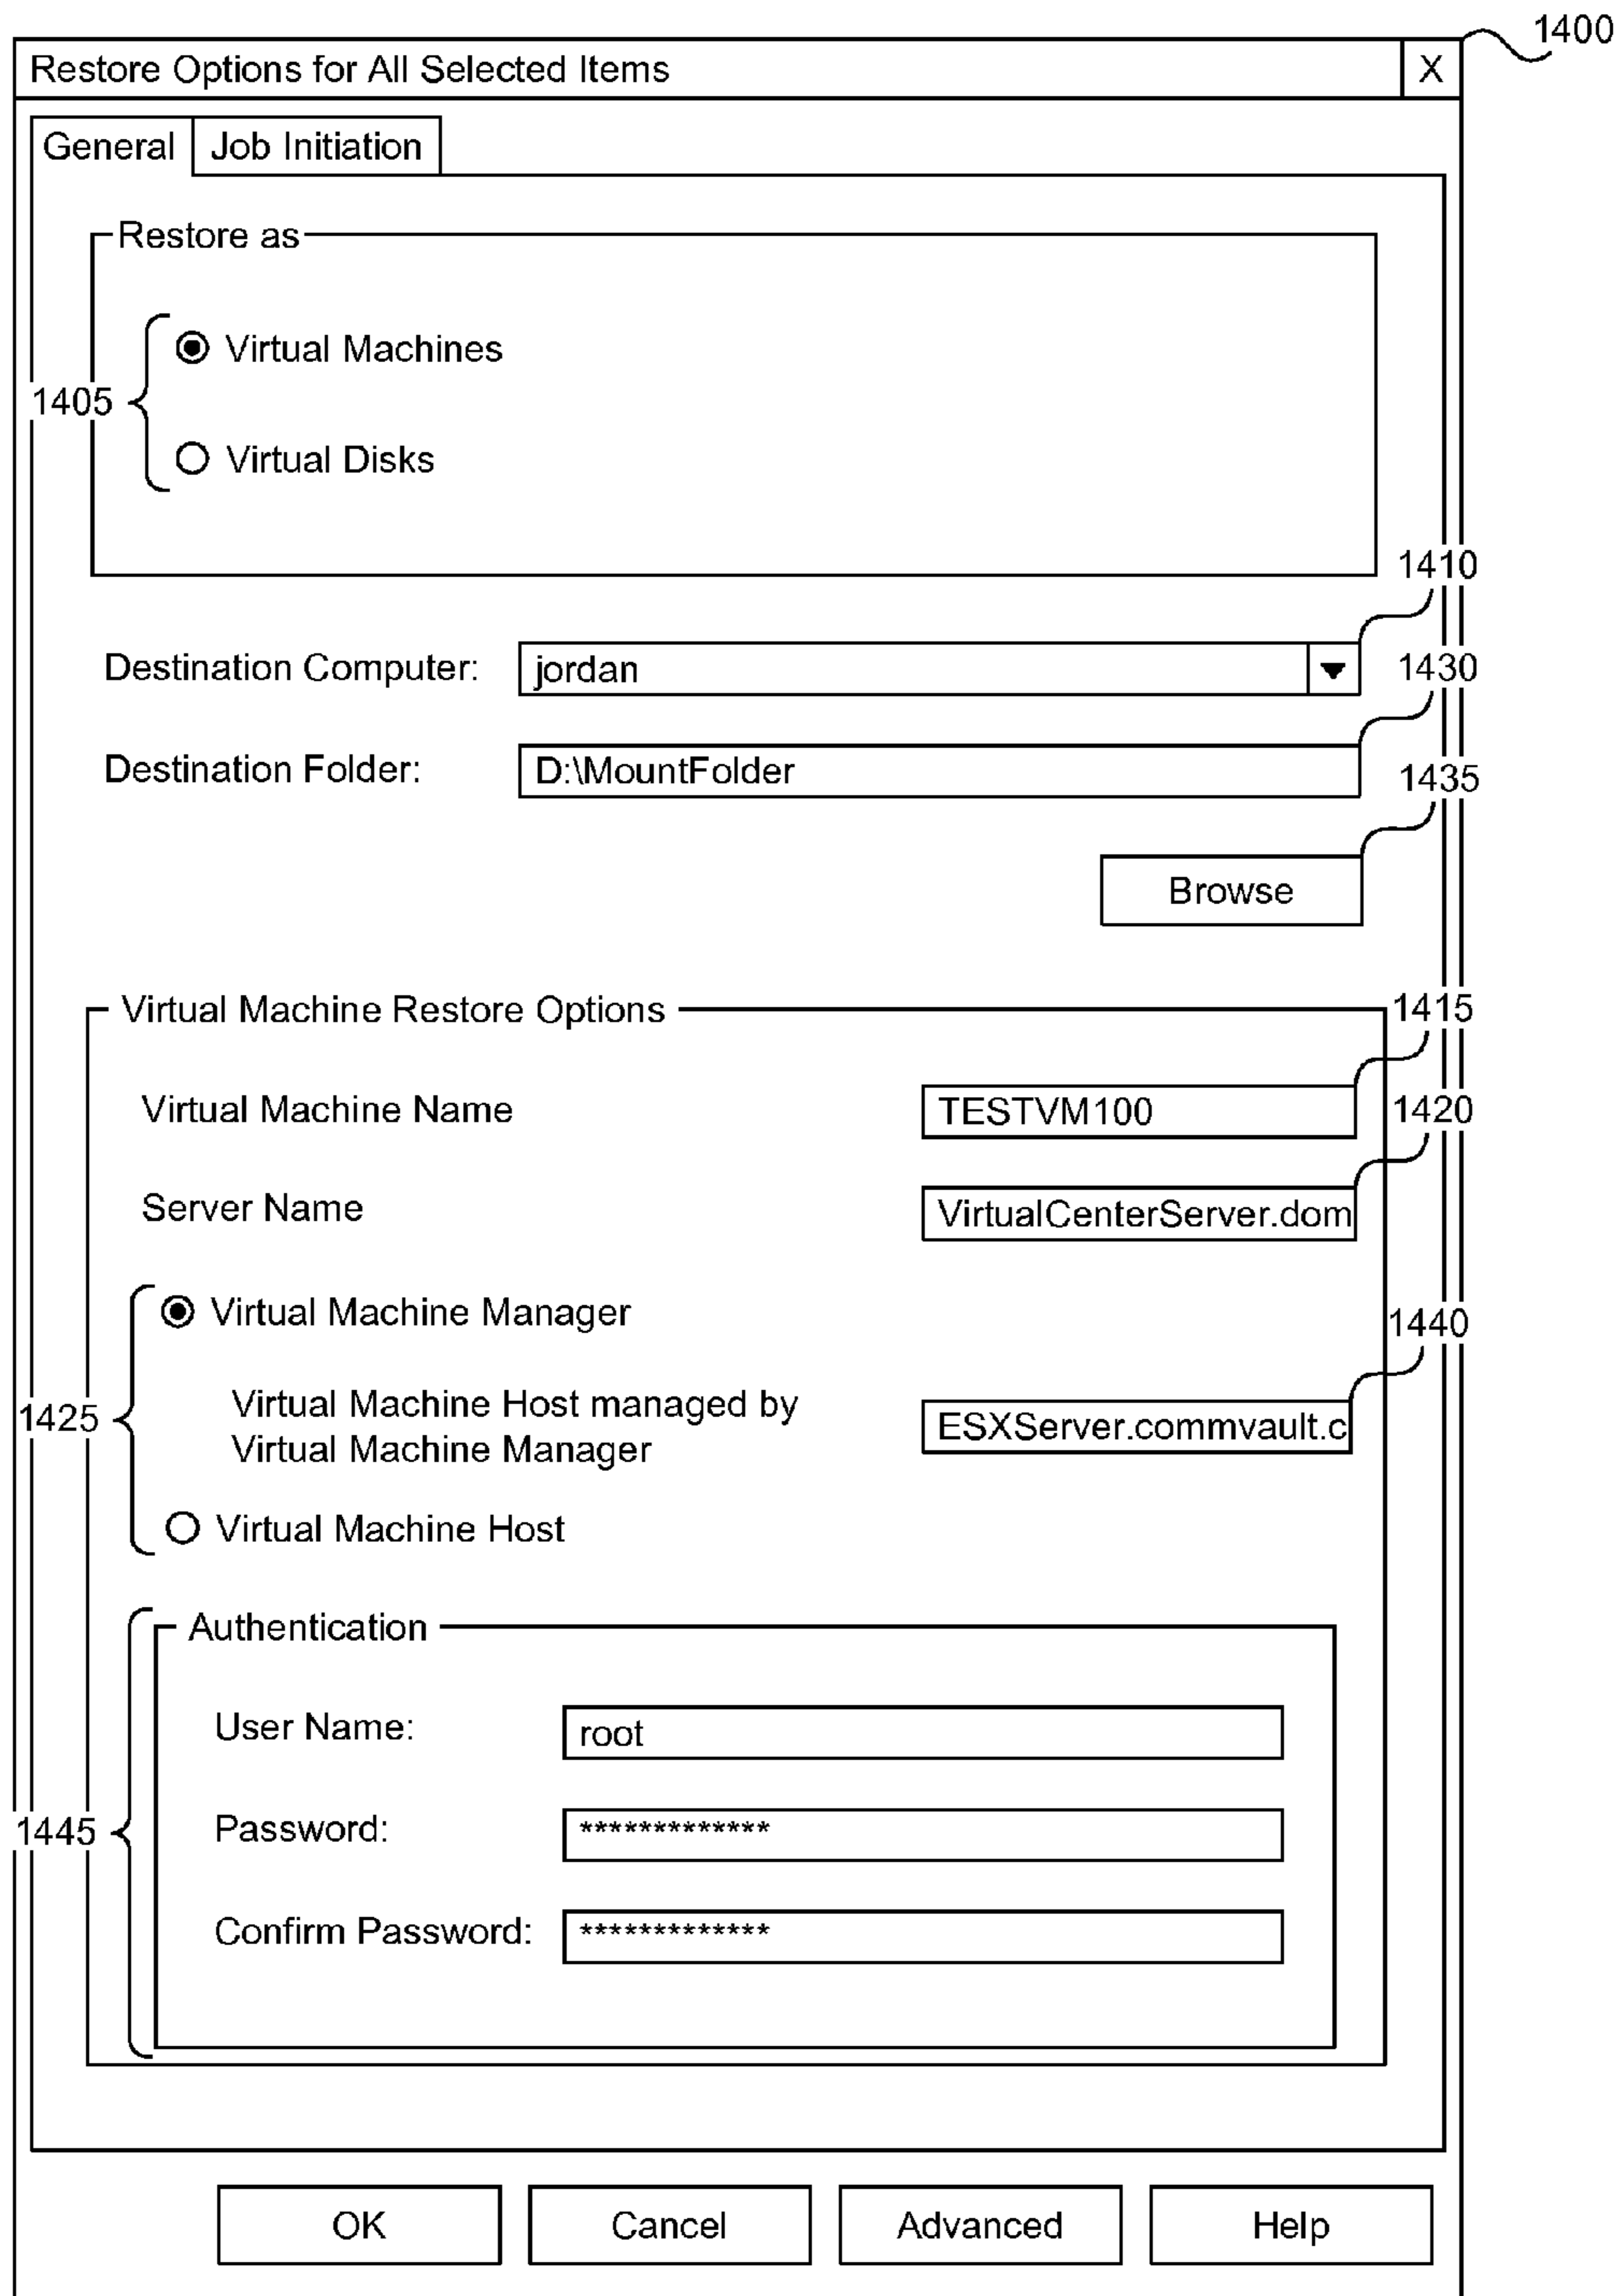 1400
Restore Options for All Selected Items X
General Job Initiation
Restore as
Virtual Machines
1405
Virtual Disks
1410
Destination Computer: jordan
1430
Destination Folder: D:\MountFolder
1435
Browse
Virtual Machine Restore Options
1415
Virtual Machine Name TESTVM100
1420
Server Name VirtualCenterServer.dom
Virtual Machine Manager
1440
1425
Virtual Machine Host managed by
Virtual Machine Manager
ESXServer.commvault.c
Virtual Machine Host
Authentication
User Name: root
1445
Password: *************
Confirm Password: *************
OK Cancel Advanced Help